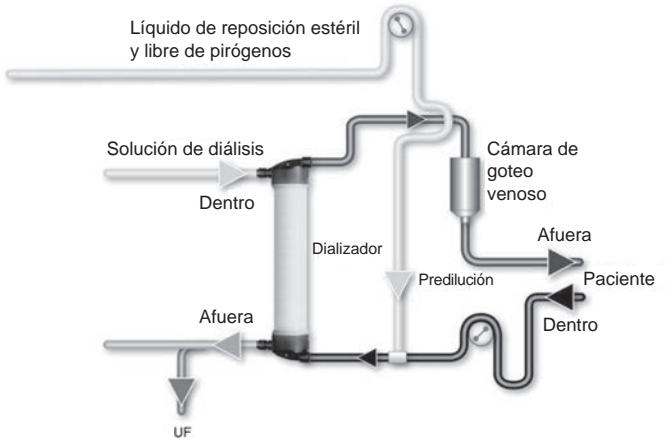 Líquido de reposición estéril
y libre de pirógenos
Solución de diálisis
Dentro
Cámara de
goteo
venoso
Dializador
Afuera
Predilución
Paciente
Afuera
Dentro
UF